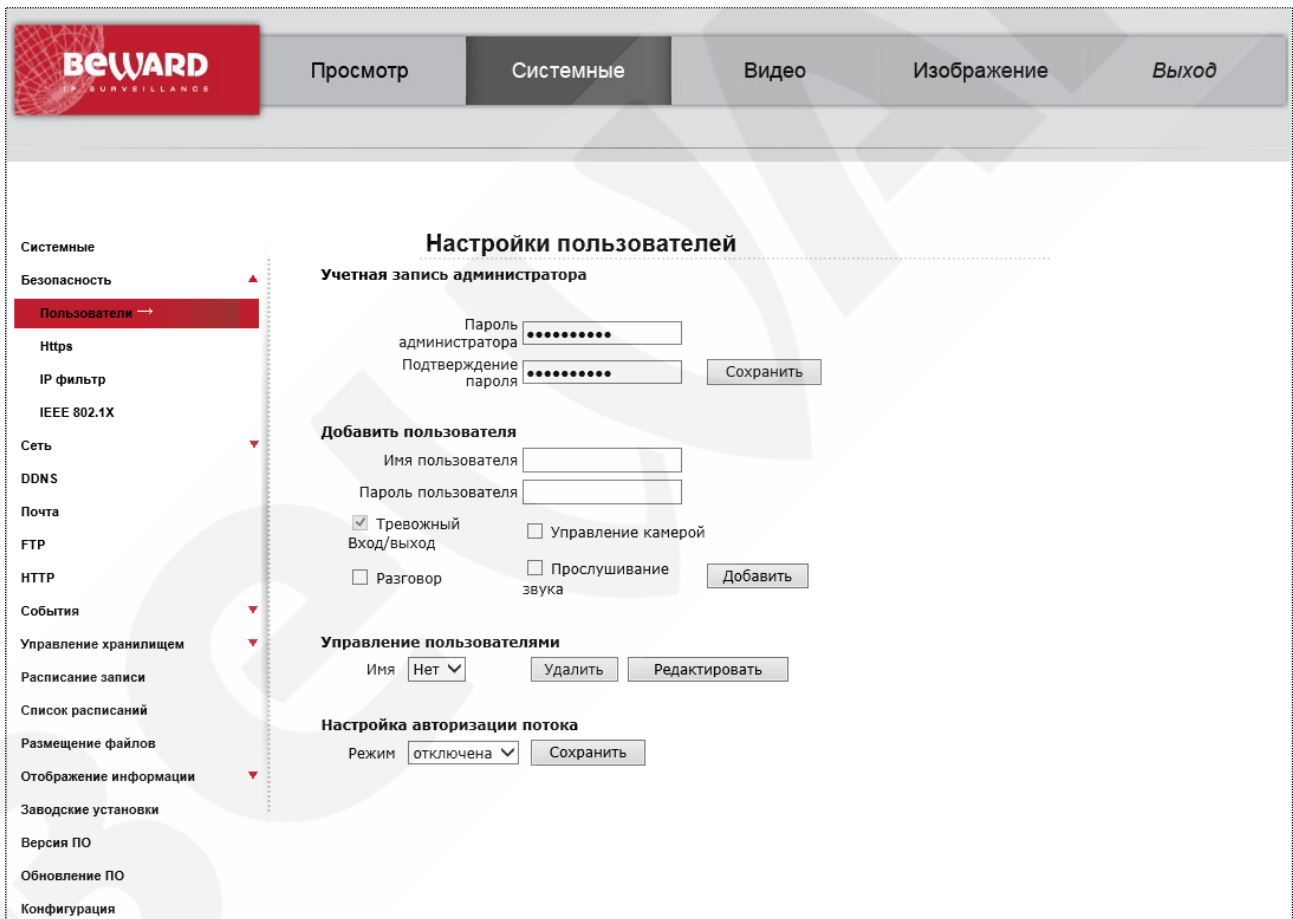 BEWARD
IP SURVEILLANCE
Просмотр
Системные
Видео
Изображение
Выход
Системные
Безопасность
Пользователи →
Https
IP фильтр
IEEE 802.1X
Сеть
DDNS
Почта
FTP
HTTP
События
Управление хранилищем
Расписание записи
Список расписаний
Размещение файлов
Отображение информации
Заводские установки
Версия ПО
Обновление ПО
Конфигурация
Настройки пользователей
Учетная запись администратора
Пароль
администратора ••••••••••
Подтверждение
пароля ••••••••••
Сохранить
Добавить пользователя
Имя пользователя
Пароль пользователя
Тревожный
Вход/выход
Управление камерой
Разговор
Прослушивание
звука
Добавить
Управление пользователями
Имя Нет Удалить Редактировать
Настройка авторизации потока
Режим отключена Сохранить